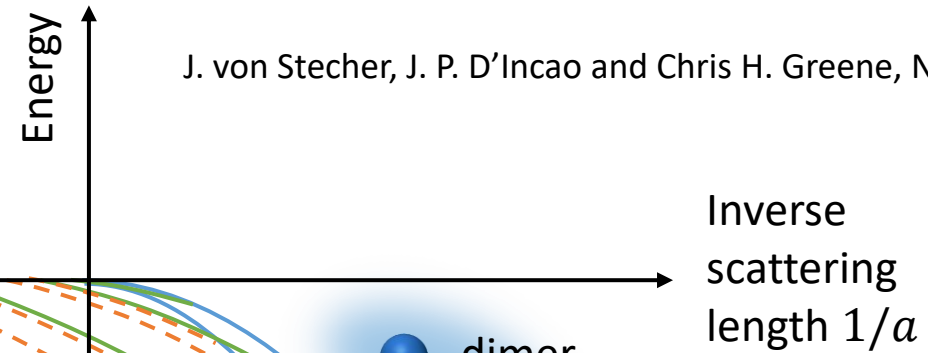 Energy
J. von Stecher, J. P. D’Incao and Chris H. Greene, N
Inverse
scattering
length 1/a
dimer